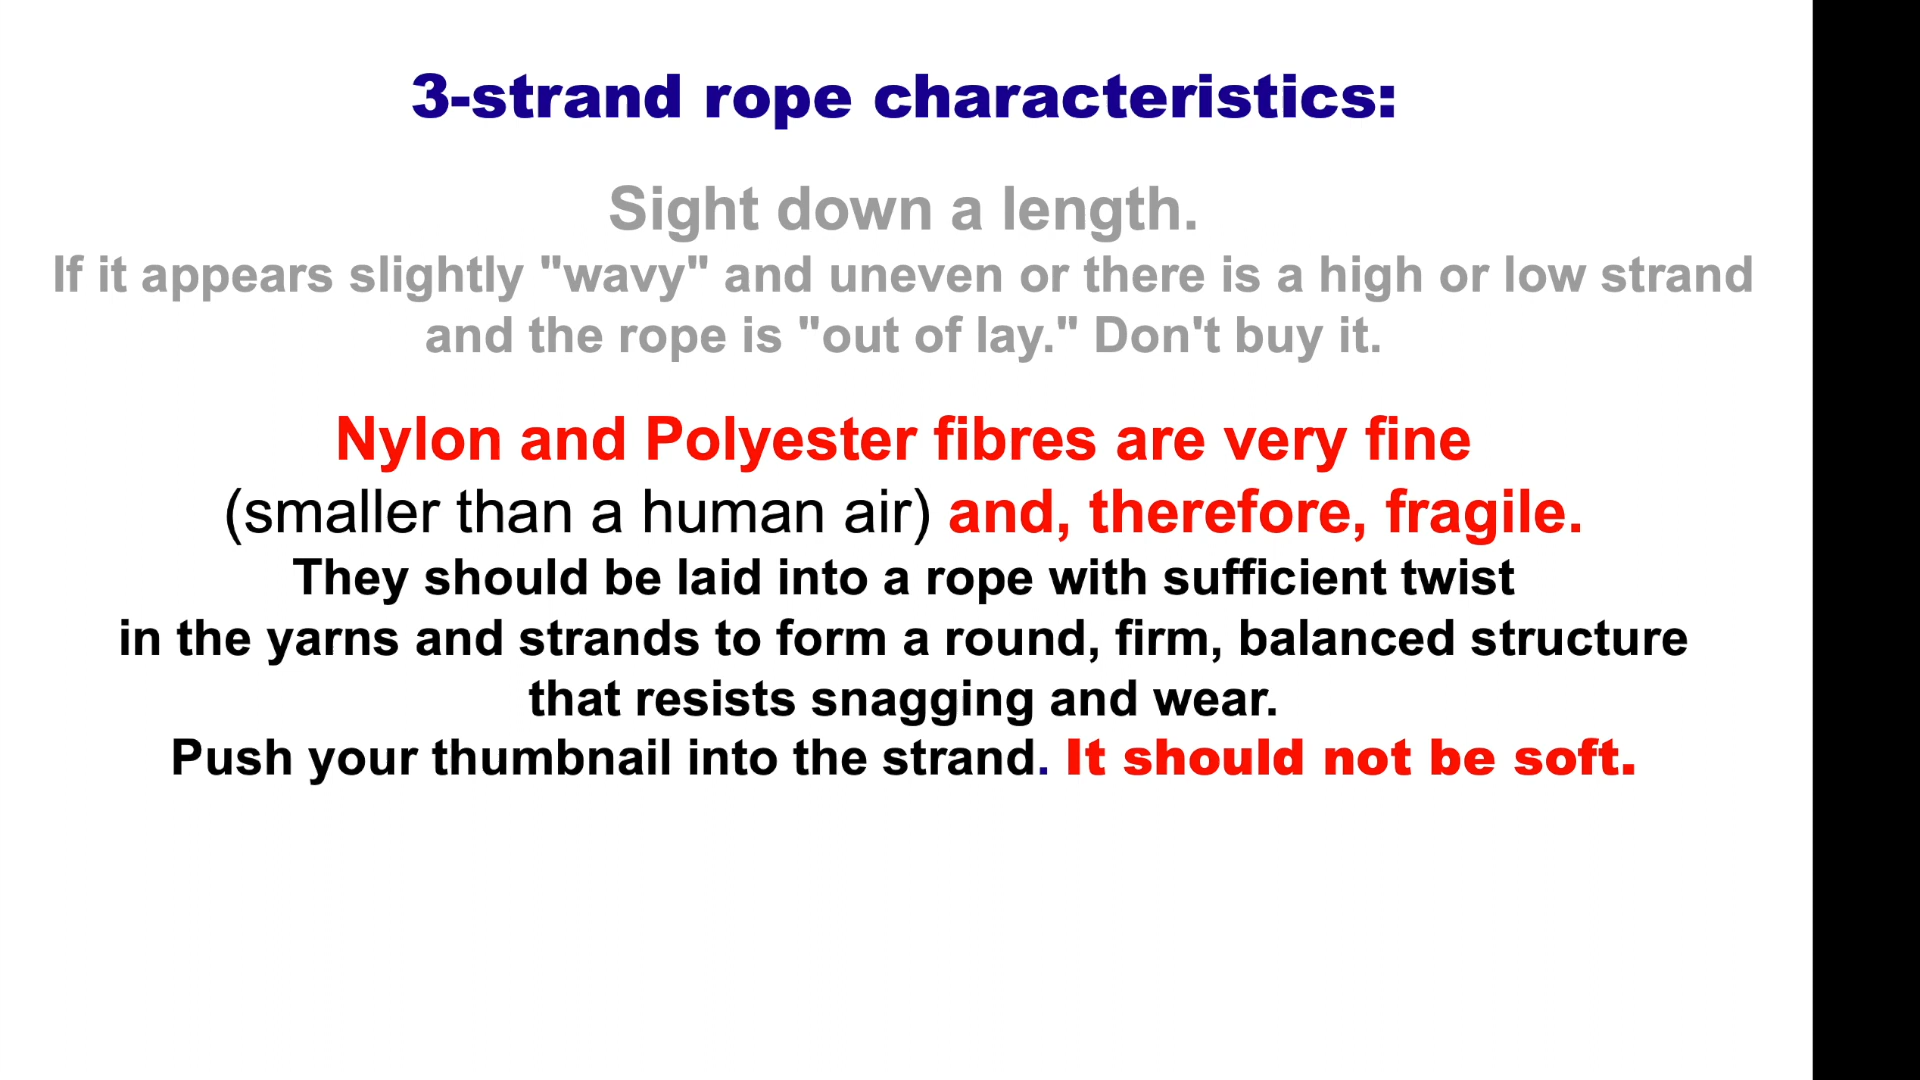 3-strand rope characteristics:
Sight down a length.
If it appears slightly "wavy" and uneven or there is a high or low strand
and the rope is "out of lay." Don't buy it.
Nylon and Polyester fibres are very fine
(smaller than a human air) and, therefore, fragile.
They should be laid into a rope with sufficient twist
in the yarns and strands to form a round, firm, balanced structure
that resists snagging and wear.
Push your thumbnail into the strand. It should not be soft.